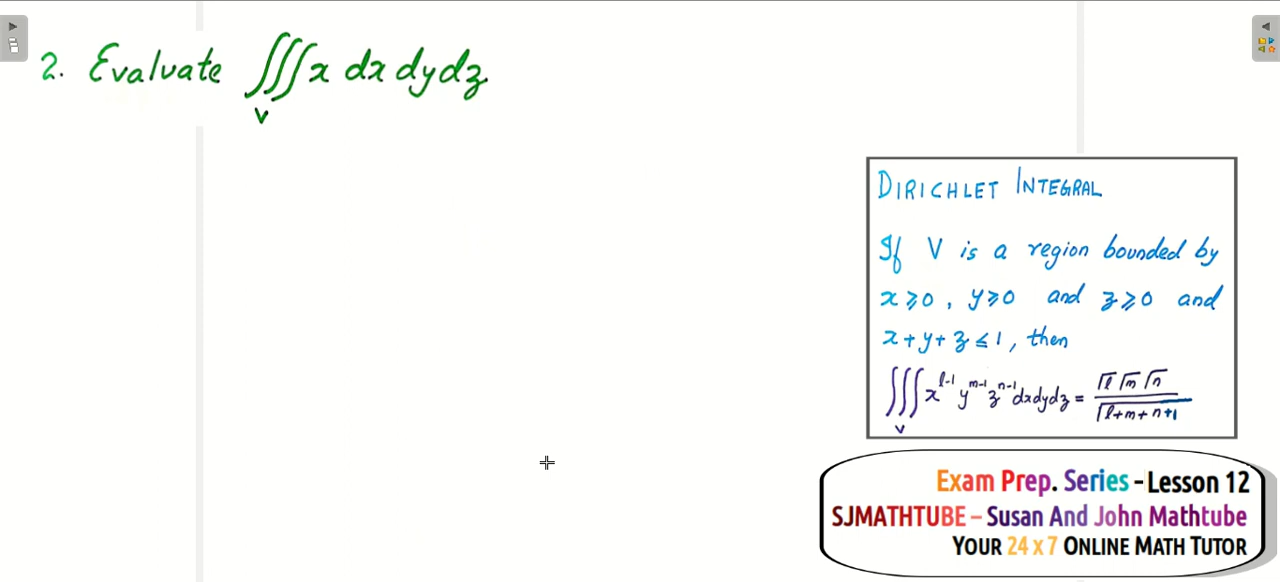 2. Evaluate ∭_V x dx dy dz
DIRICHLET INTEGRAL
If V is a region bounded by
x ≥ 0, y ≥ 0 and z ≥ 0 and
x + y + z ≤ 1, then
∭_V x^{l-1} y^{m-1} z^{n-1} dx dy dz = (Γl Γm Γn)/(Γl+m+n+1)
Exam Prep. Series - Lesson 12
SJMATHTUBE – Susan And John Mathtube
YOUR 24 x 7 ONLINE MATH TUTOR